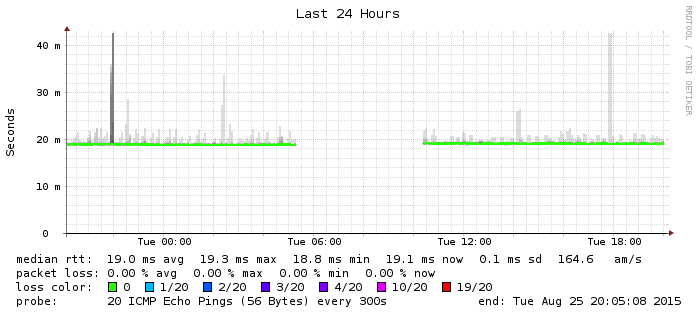 Last 24 Hours
RRDTOOL / TOBI OETIKER
Seconds
40 m
30 m
20 m
10 m
0
Tue 00:00 Tue 06:00 Tue 12:00 Tue 18:00
median rtt: 19.0 ms avg 19.3 ms max 18.8 ms min 19.1 ms now 0.1 ms sd 164.6 am/s
packet loss: 0.00 % avg 0.00 % max 0.00 % min 0.00 % now
loss color: 0 1/20 2/20 3/20 4/20 10/20 19/20
probe: 20 ICMP Echo Pings (56 Bytes) every 300s end: Tue Aug 25 20:05:08 2015